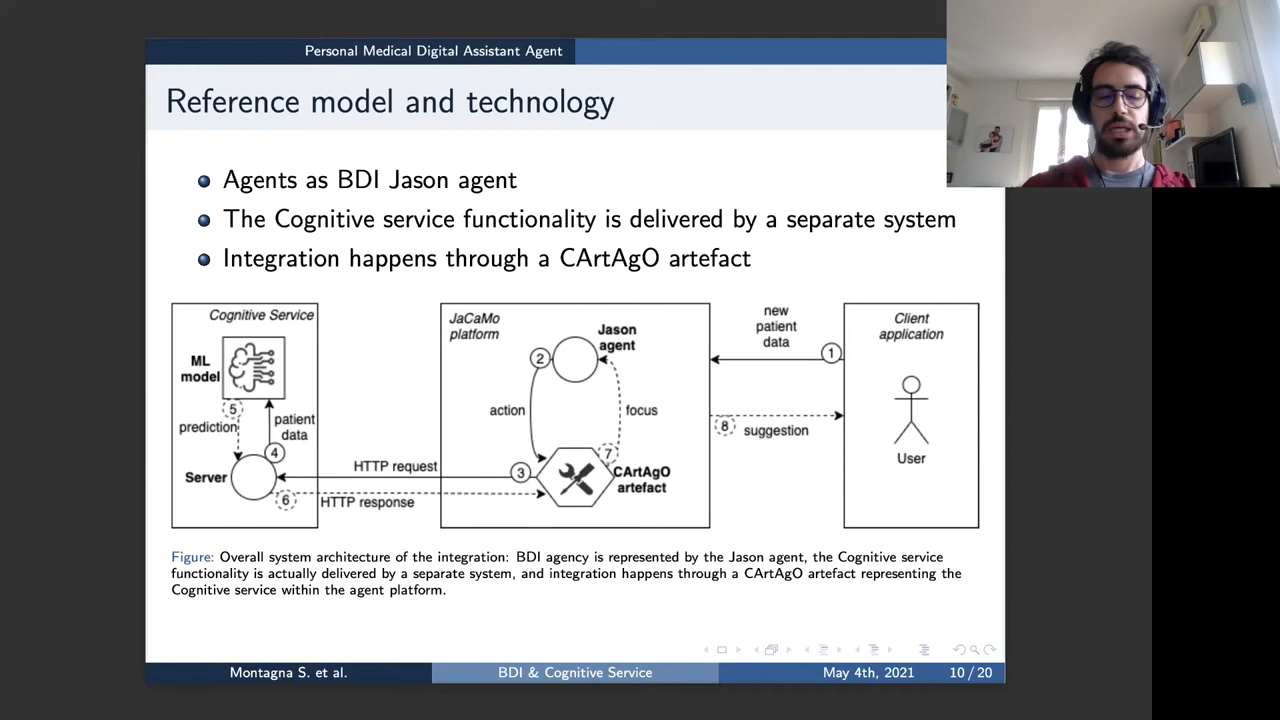 Personal Medical Digital Assistant Agent
Reference model and technology
Agents as BDI Jason agent
The Cognitive service functionality is delivered by a separate system
Integration happens through a CArtAgO artefact
Cognitive Service
ML
model
5
prediction
patient
data
4
Server
6
HTTP request
HTTP response
JaCaMo
platform
Jason
agent
2
action
focus
7
3
CArtAgO
artefact
new
patient
data
1
8
suggestion
Client
application
User
Figure: Overall system architecture of the integration: BDI agency is represented by the Jason agent, the Cognitive service
functionality is actually delivered by a separate system, and integration happens through a CArtAgO artefact representing the
Cognitive service within the agent platform.
Montagna S. et al.
BDI & Cognitive Service
May 4th, 2021
10 / 20